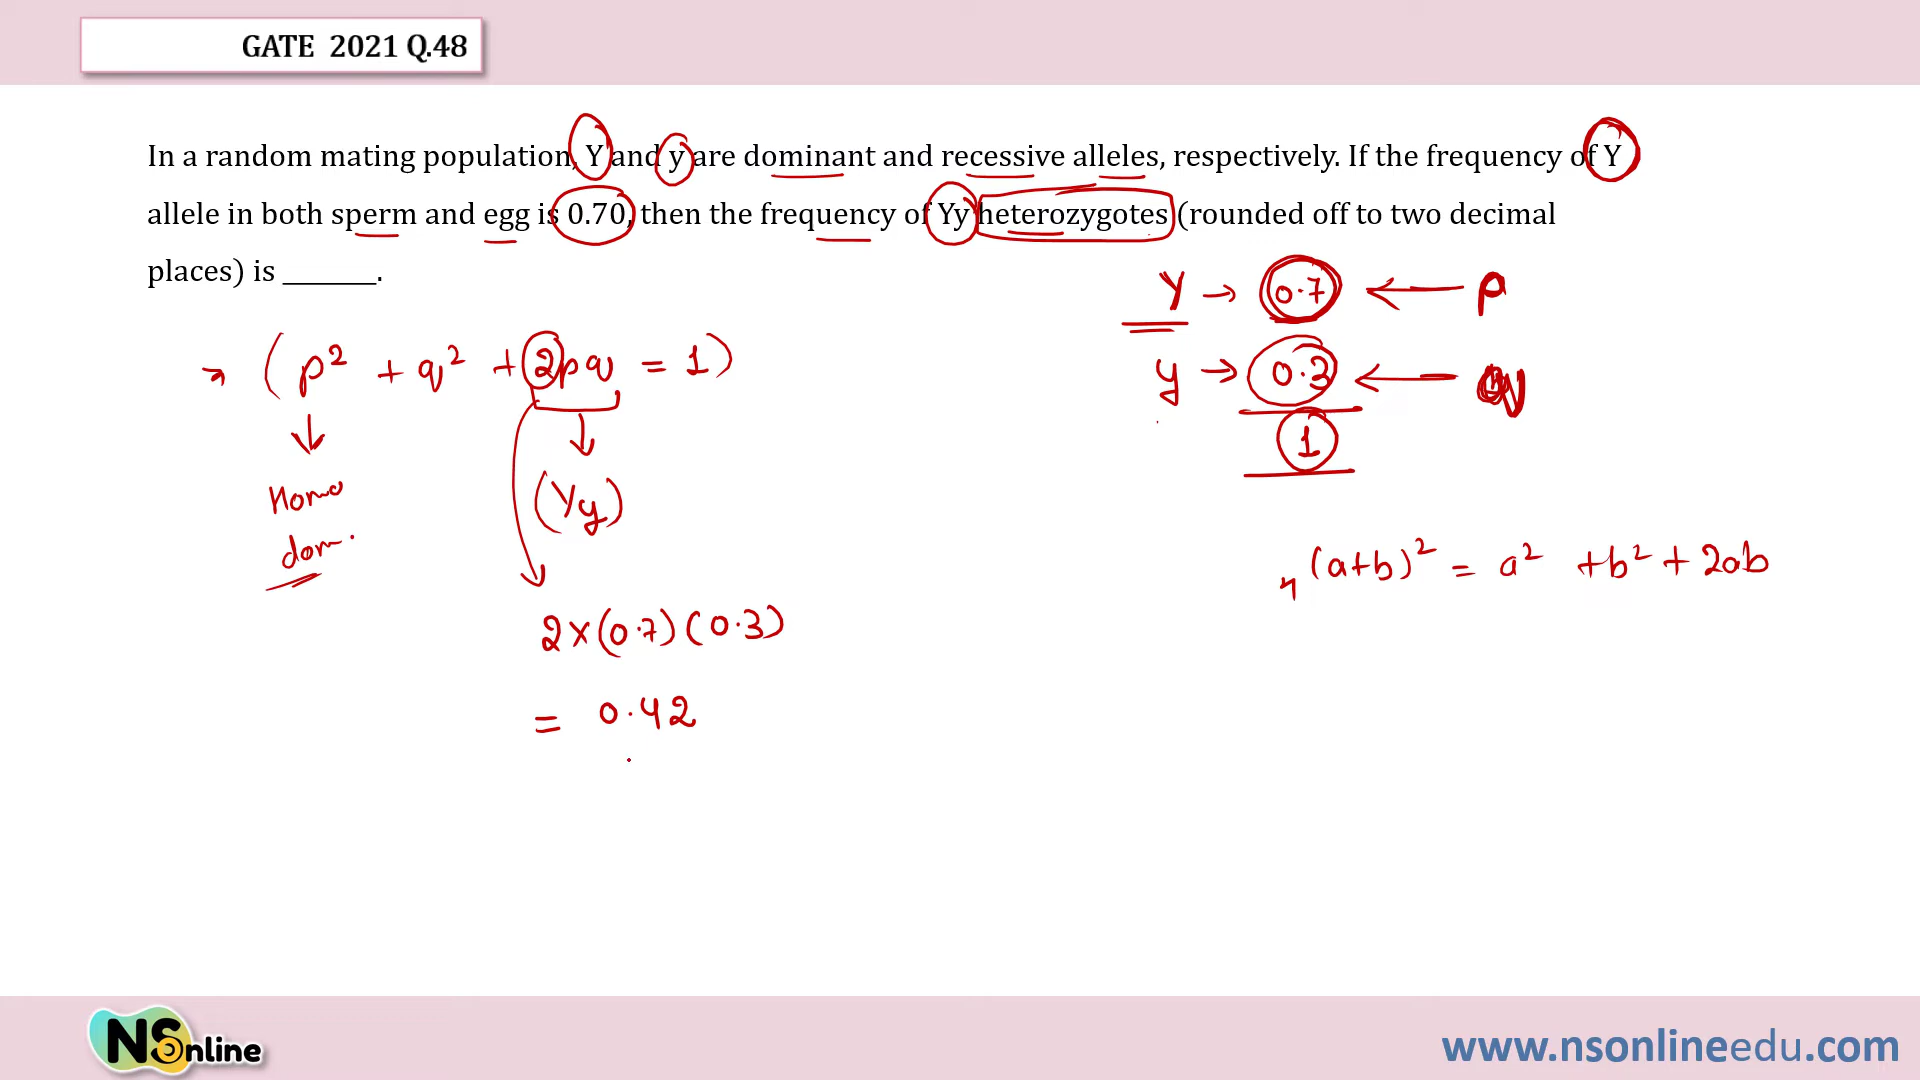 GATE 2021 Q.48
In a random mating population, Y and y are dominant and recessive alleles, respectively. If the frequency of Y
allele in both sperm and egg is 0.70, then the frequency of Yy heterozygotes (rounded off to two decimal
places) is ________.
Y → 0.7 ← p
(p² + q² + 2pq = 1)
y → 0.3 ← q
1
Homo
dom.
(Yy)
(a+b)² = a² + b² + 2ab
2×(0.7)(0.3)
= 0.42
NS Online
www.nsonlineedu.com